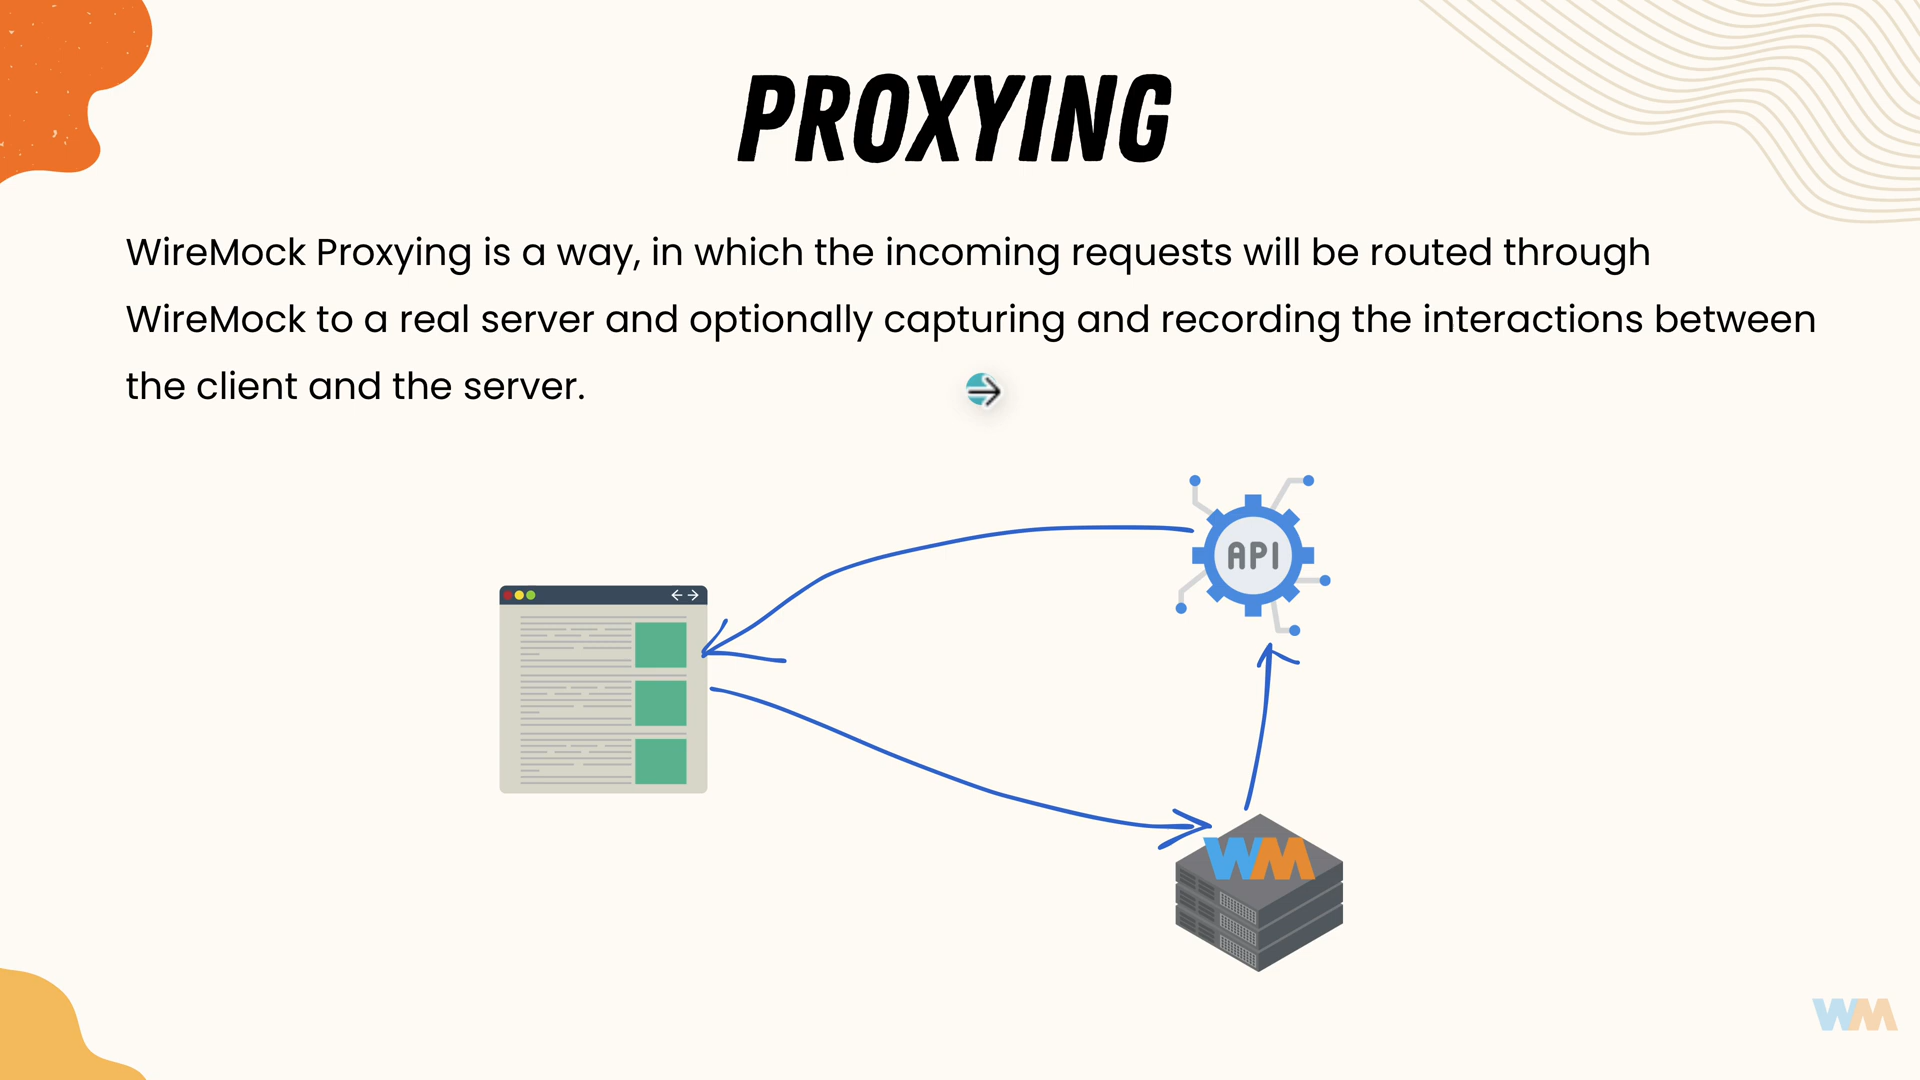 PROXYING
WireMock Proxying is a way, in which the incoming requests will be routed through
WireMock to a real server and optionally capturing and recording the interactions between
the client and the server.
API
WM
WM